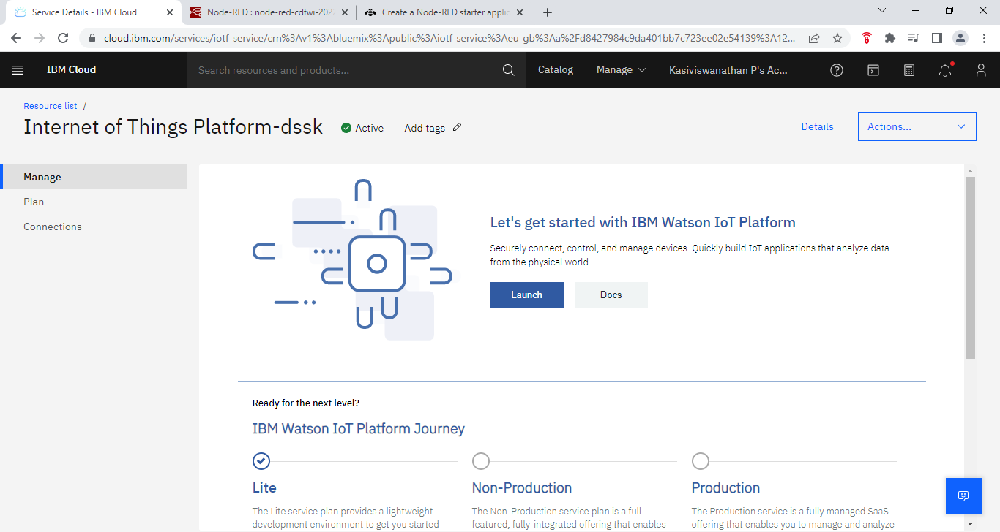 Service Details - IBM Cloud
Node-RED : node-red-cdfwi-202
Create a Node-RED starter applic
cloud.ibm.com/services/iotf-service/crn%3Av1%3Abluemix%3Apublic%3Aiotf-service%3Aeu-gb%3Aa%2Fd8427984c9da401bb7c723ee02e54139%3A12...
IBM Cloud
Search resources and products...
Catalog
Manage
Kasiviswanathan P's Ac...
Resource list /
Internet of Things Platform-dssk
Active
Add tags
Details
Actions...
Manage
Plan
Connections
Let's get started with IBM Watson IoT Platform
Securely connect, control, and manage devices. Quickly build IoT applications that analyze data
from the physical world.
Launch
Docs
Ready for the next level?
IBM Watson IoT Platform Journey
Lite
Non-Production
Production
The Lite service plan provides a lightweight
development environment to get you started
The Non-Production service plan is a full-
featured, fully-integrated offering that enables
The Production service is a fully managed SaaS
offering that enables you to manage and analyze